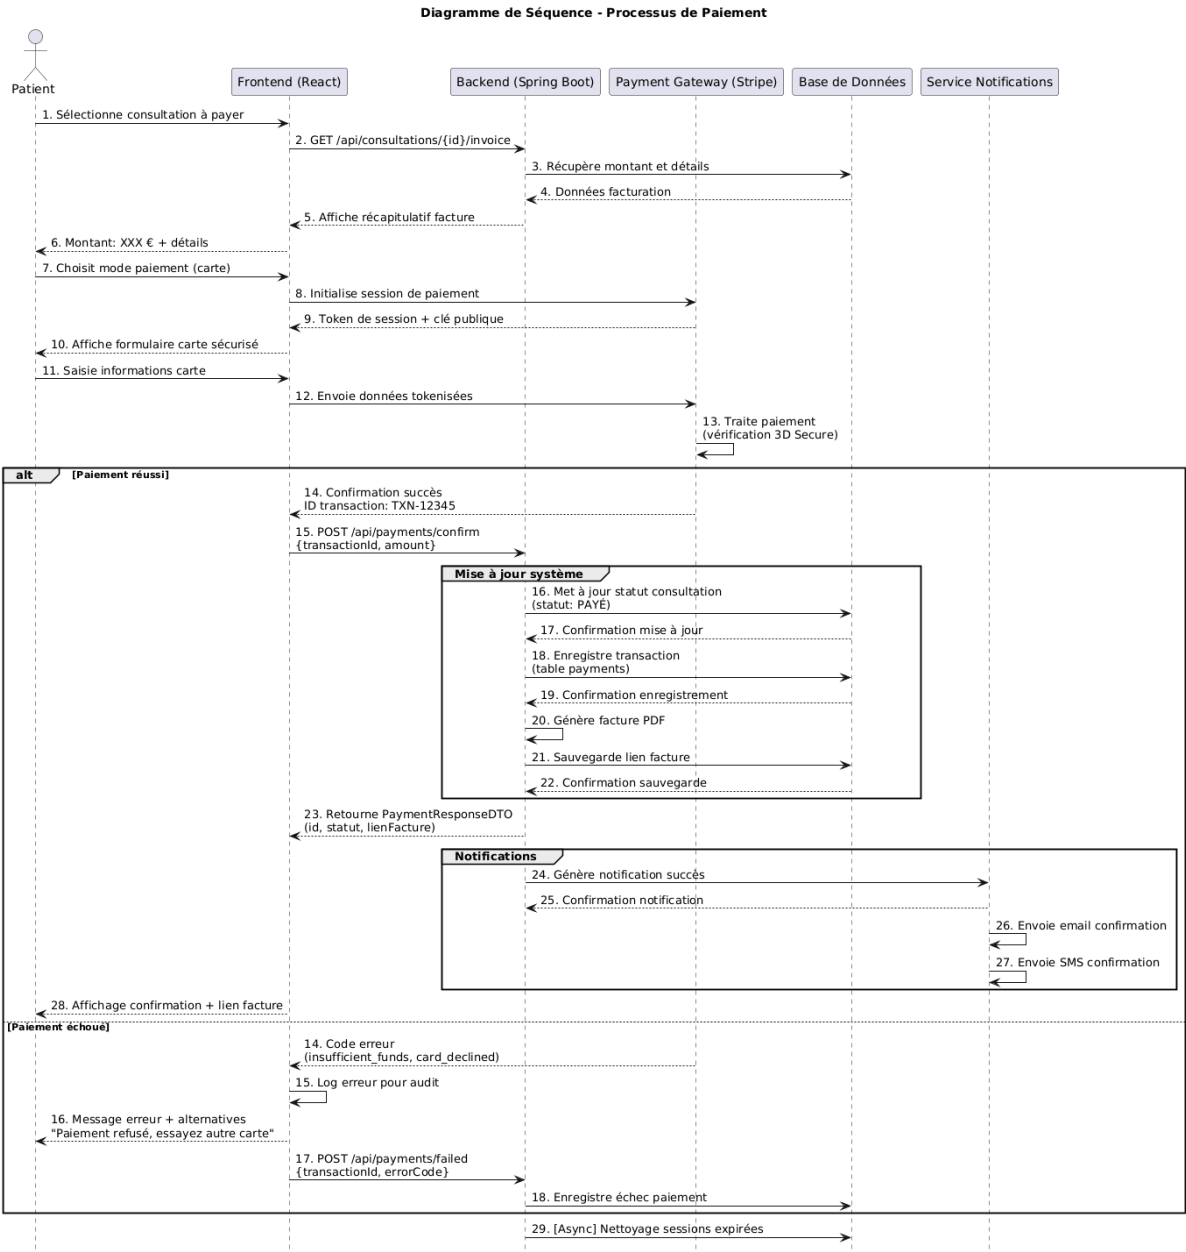 Diagramme de Séquence - Processus de Paiement
Patient
Frontend (React)
Backend (Spring Boot)
Payment Gateway (Stripe)
Base de Données
Service Notifications
1. Sélectionne consultation à payer
2. GET /api/consultations/{id}/invoice
3. Récupère montant et détails
4. Données facturation
5. Affiche récapitulatif facture
6. Montant: XXX € + détails
7. Choisit mode paiement (carte)
8. Initialise session de paiement
9. Token de session + clé publique
10. Affiche formulaire carte sécurisé
11. Saisie informations carte
12. Envoie données tokenisées
13. Traite paiement
(vérification 3D Secure)
alt
[Paiement réussi]
14. Confirmation succès
ID transaction: TXN-12345
15. POST /api/payments/confirm
{transactionId, amount}
Mise à jour système
16. Met à jour statut consultation
(statut: PAYÉ)
17. Confirmation mise à jour
18. Enregistre transaction
(table payments)
19. Confirmation enregistrement
20. Génère facture PDF
21. Sauvegarde lien facture
22. Confirmation sauvegarde
23. Retourne PaymentResponseDTO
(id, statut, lienFacture)
Notifications
24. Génère notification succès
25. Confirmation notification
26. Envoie email confirmation
27. Envoie SMS confirmation
28. Affichage confirmation + lien facture
[Paiement échoué]
14. Code erreur
(insufficient_funds, card_declined)
15. Log erreur pour audit
16. Message erreur + alternatives
"Paiement refusé, essayez autre carte"
17. POST /api/payments/failed
{transactionId, errorCode}
18. Enregistre échec paiement
29. [Async] Nettoyage sessions expirées